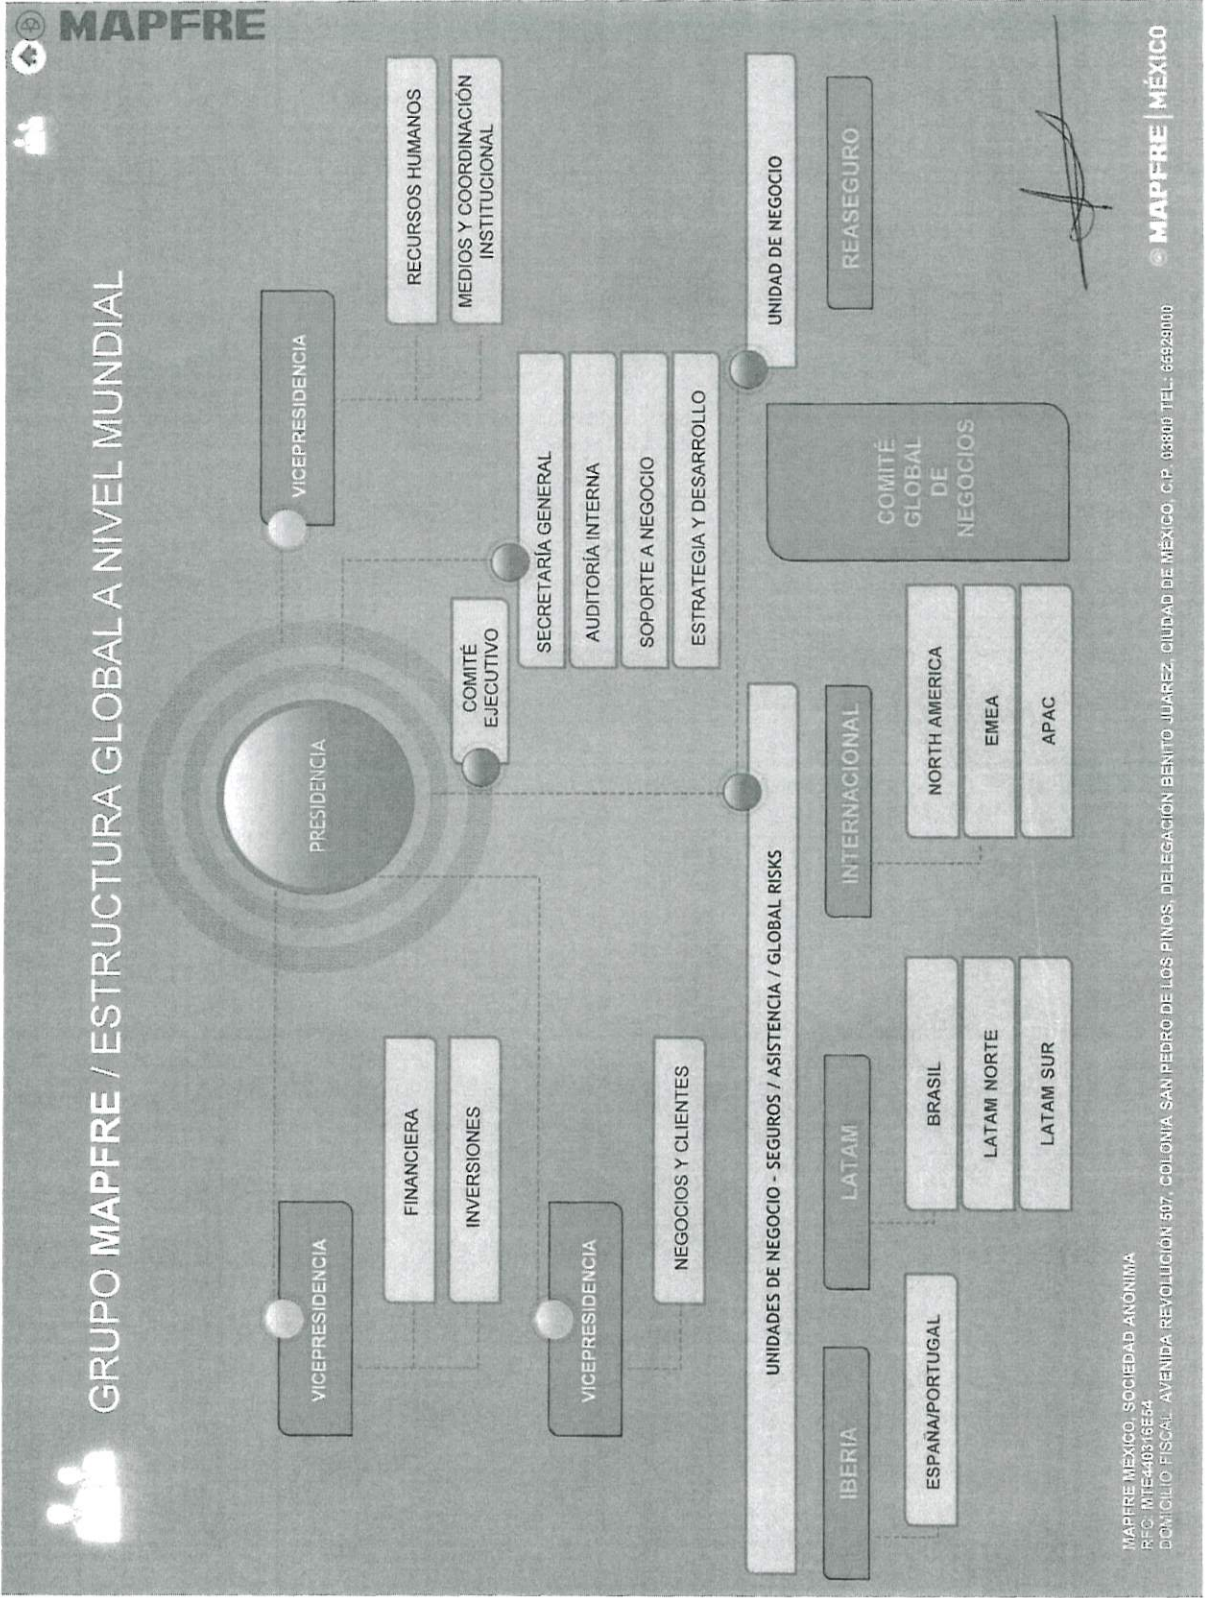 MAPFRE
GRUPO MAPFRE / ESTRUCTURA GLOBAL A NIVEL MUNDIAL
PRESIDENCIA
VICEPRESIDENCIA
FINANCIERA
INVERSIONES
VICEPRESIDENCIA
NEGOCIOS Y CLIENTES
VICEPRESIDENCIA
RECURSOS HUMANOS
MEDIOS Y COORDINACIÓN
INSTITUCIONAL
COMITÉ
EJECUTIVO
SECRETARÍA GENERAL
AUDITORÍA INTERNA
SOPORTE A NEGOCIO
ESTRATEGIA Y DESARROLLO
UNIDADES DE NEGOCIO - SEGUROS / ASISTENCIA / GLOBAL RISKS
UNIDAD DE NEGOCIO
IBERIA
ESPAÑA/PORTUGAL
LATAM
BRASIL
LATAM NORTE
LATAM SUR
INTERNACIONAL
NORTH AMERICA
EMEA
APAC
COMITÉ
GLOBAL
DE
NEGOCIOS
REASEGURO
MAPFRE MÉXICO, SOCIEDAD ANÓNIMA
RFC: MTE440316E54
DOMICILIO FISCAL: AVENIDA REVOLUCIÓN 507, COLONIA SAN PEDRO DE LOS PINOS, DELEGACIÓN BENITO JUAREZ, CIUDAD DE MÉXICO, C.P. 03800 TEL.: 65929000
MAPFRE | MÉXICO